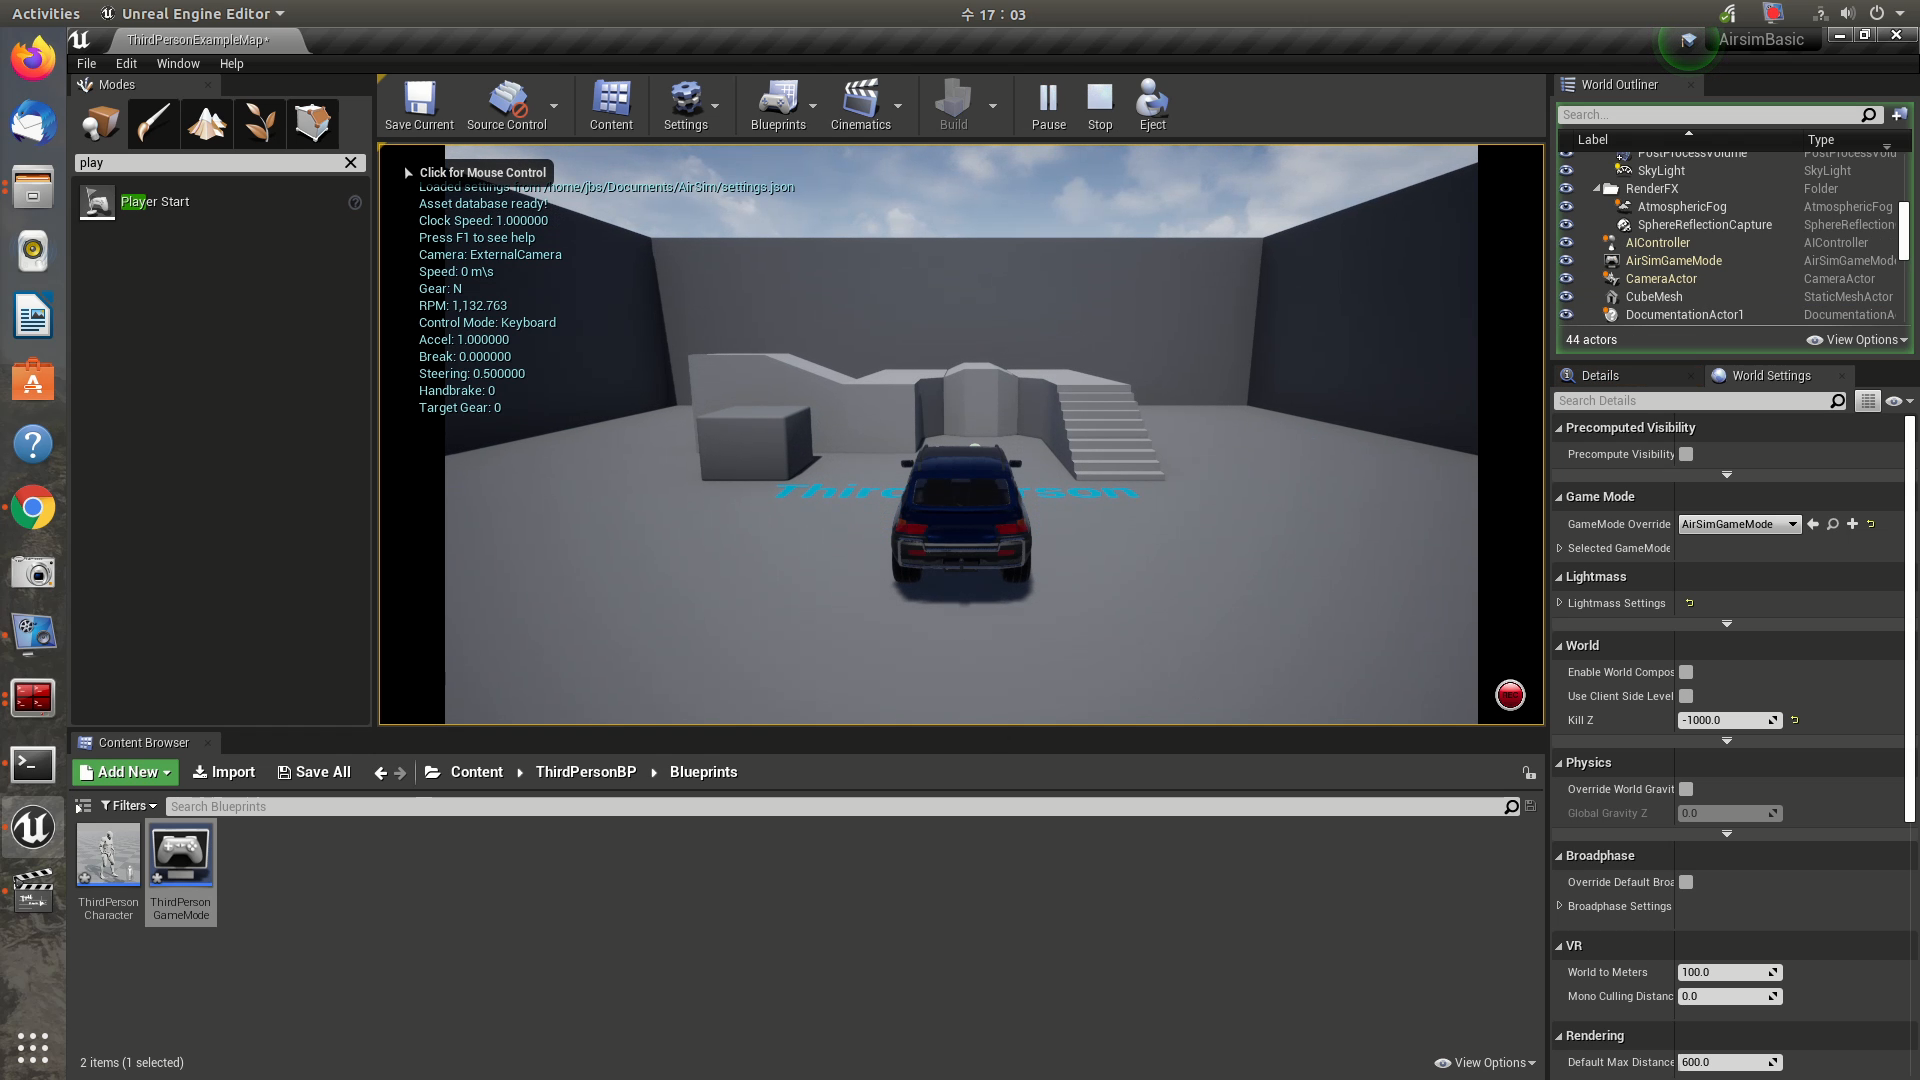 Activities
Unreal Engine Editor
수 17 : 03
ThirdPersonExampleMap*
AirsimBasic
File Edit Window Help
Modes
play
Player Start
Save Current
Source Control
Content
Settings
Blueprints
Cinematics
Build
Pause
Stop
Eject
Click for Mouse Control
Loaded settings from /home/jbs/Documents/AirSim/settings.json
Asset database ready!
Clock Speed: 1.000000
Press F1 to see help
Camera: ExternalCamera
Speed: 0 m\s
Gear: N
RPM: 1,132.763
Control Mode: Keyboard
Accel: 1.000000
Break: 0.000000
Steering: 0.500000
Handbrake: 0
Target Gear: 0
REC
World Outliner
Search...
Label Type
PostProcessVolume PostProcessVolu
SkyLight SkyLight
RenderFX Folder
AtmosphericFog AtmosphericFog
SphereReflectionCapture SphereReflection
AIController AIController
AirSimGameMode AirSimGameMode
CameraActor CameraActor
CubeMesh StaticMeshActor
DocumentationActor1 DocumentationA
44 actors
View Options
Details
World Settings
Search Details
Precomputed Visibility
Precompute Visibility
Game Mode
GameMode Override AirSimGameMode
Selected GameMode
Lightmass
Lightmass Settings
World
Enable World Compos
Use Client Side Level
Kill Z -1000.0
Physics
Override World Gravit
Global Gravity Z 0.0
Broadphase
Override Default Broa
Broadphase Settings
VR
World to Meters 100.0
Mono Culling Distanc 0.0
Rendering
Default Max Distance 600.0
Content Browser
Add New
Import
Save All
Content
ThirdPersonBP
Blueprints
Filters
Search Blueprints
ThirdPerson
Character
ThirdPerson
GameMode
2 items (1 selected)
View Options